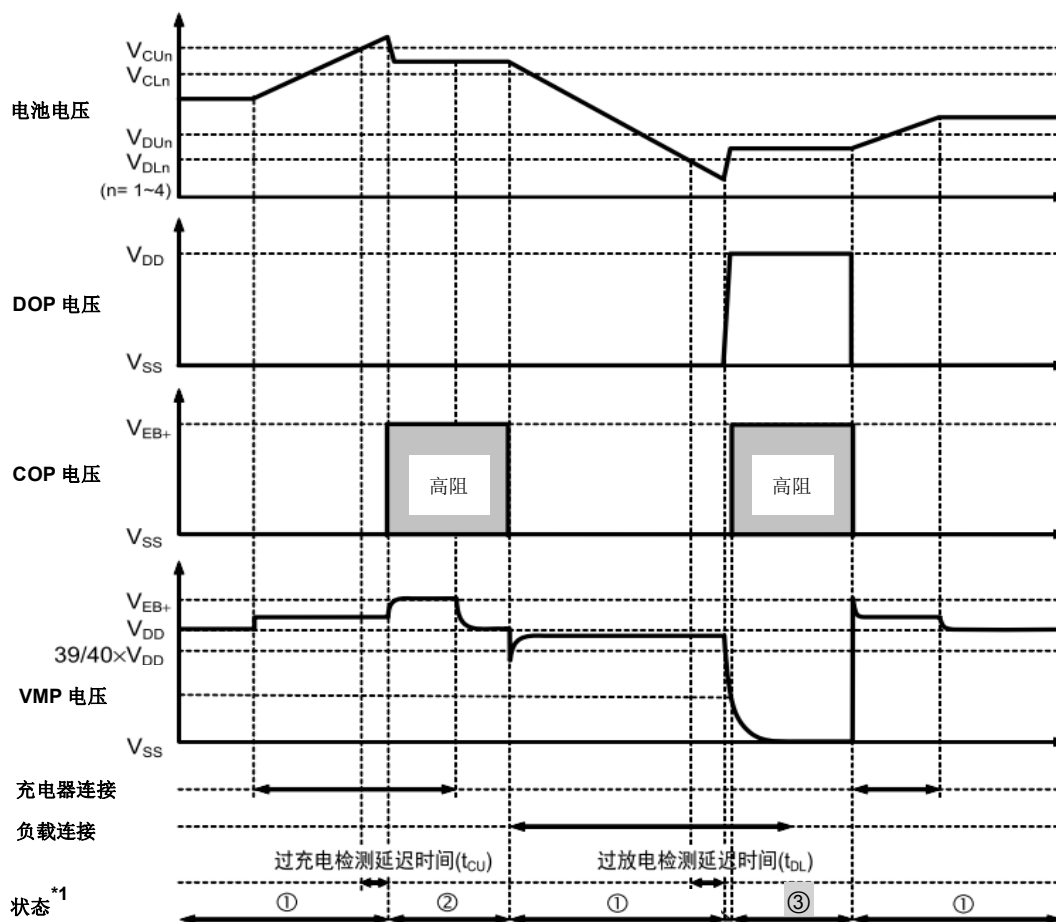 V_CUn
V_CLn
电池电压
V_DUn
V_DLn
(n= 1~4)
V_DD
DOP 电压
V_SS
V_EB+
COP 电压
高阻
高阻
V_SS
V_EB+
V_DD
39/40×V_DD
VMP 电压
V_SS
充电器连接
负载连接
过充电检测延迟时间(t_CU)
过放电检测延迟时间(t_DL)
状态*1
① ② ① ③ ①